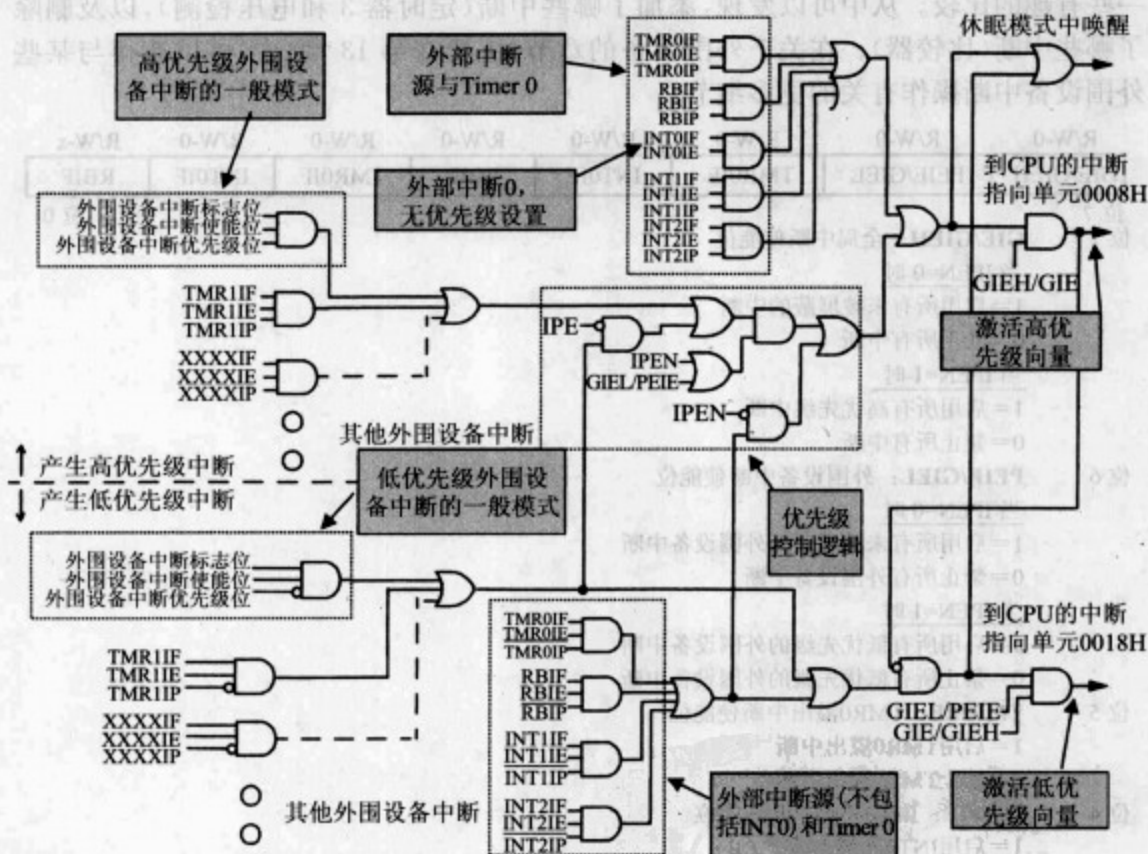 高优先级外围设
备中断的一般模式
外部中断
源与Timer 0
TMR0IF
TMR0IE
TMR0IP
RBIF
RBIE
RBIP
INT0IF
INT0IE
INT1IF
INT1IE
INT1IP
INT2IF
INT2IE
INT2IP
休眠模式中唤醒
外部中断0,
无优先级设置
到CPU的中断
指向单元0008H
GIEH/GIE
激活高优
先级向量
外围设备中断标志位
外围设备中断使能位
外围设备中断优先级位
TMR1IF
TMR1IE
TMR1IP
XXXXIF
XXXXIE
XXXXIP
其他外围设备中断
IPE
IPEN
GIEL/PEIE
IPEN
优先级
控制逻辑
产生高优先级中断
产生低优先级中断
低优先级外围设
备中断的一般模式
外围设备中断标志位
外围设备中断使能位
外围设备中断优先级位
TMR1IF
TMR1IE
TMR1IP
XXXXIF
XXXXIE
XXXXIP
其他外围设备中断
TMR0IF
TMR0IE
TMR0IP
RBIF
RBIE
RBIP
INT1IF
INT1IE
INT1IP
INT2IF
INT2IE
INT2IP
外部中断源(不包
括INT0)和Timer 0
到CPU的中断
指向单元0018H
GIEL/PEIE
GIE/GIEH
激活低优
先级向量